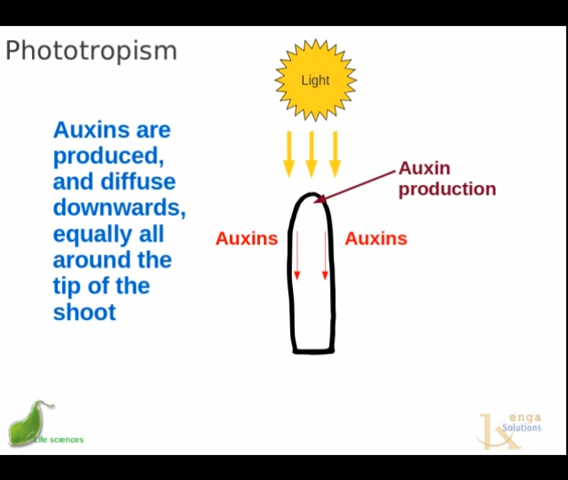 Phototropism
Light
Auxins are
produced,
and diffuse
downwards,
equally all
around the
tip of the
shoot
Auxin
production
Auxins
Auxins
Life sciences
enga
Solutions